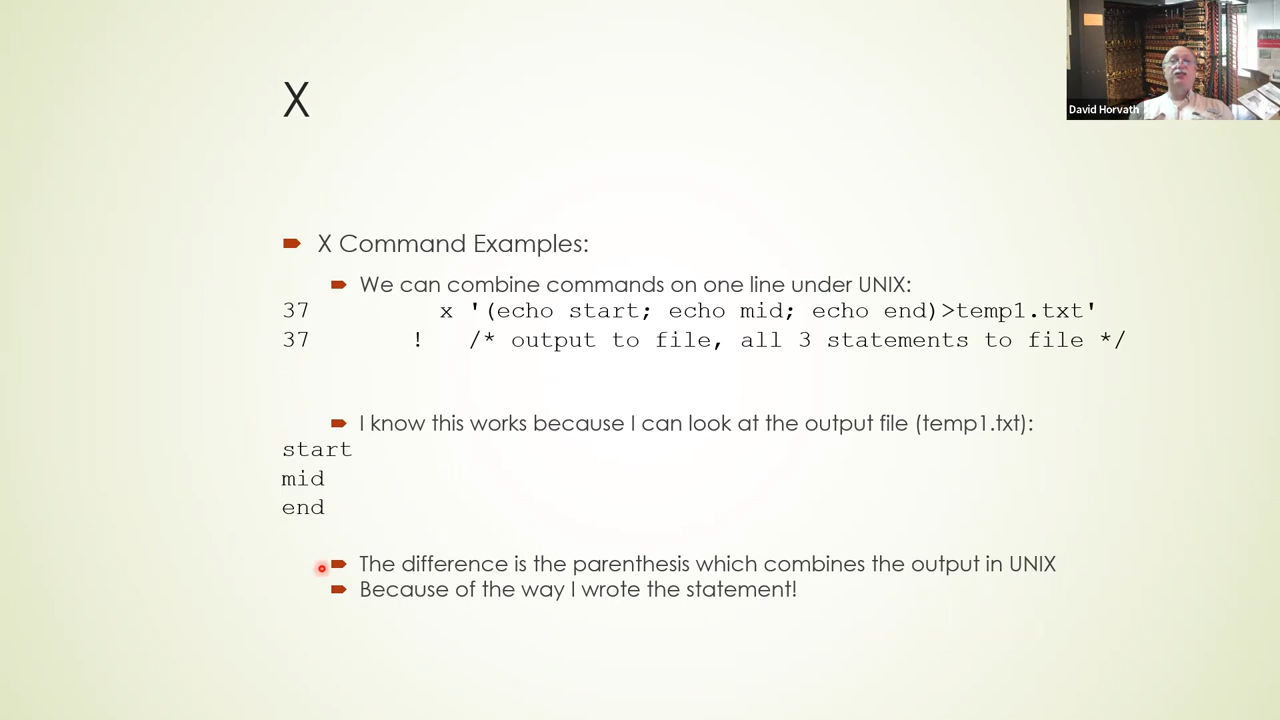 X
David Horvath
X Command Examples:
We can combine commands on one line under UNIX:
37 x '(echo start; echo mid; echo end)>temp1.txt'
37 ! /* output to file, all 3 statements to file */
I know this works because I can look at the output file (temp1.txt):
start
mid
end
The difference is the parenthesis which combines the output in UNIX
Because of the way I wrote the statement!